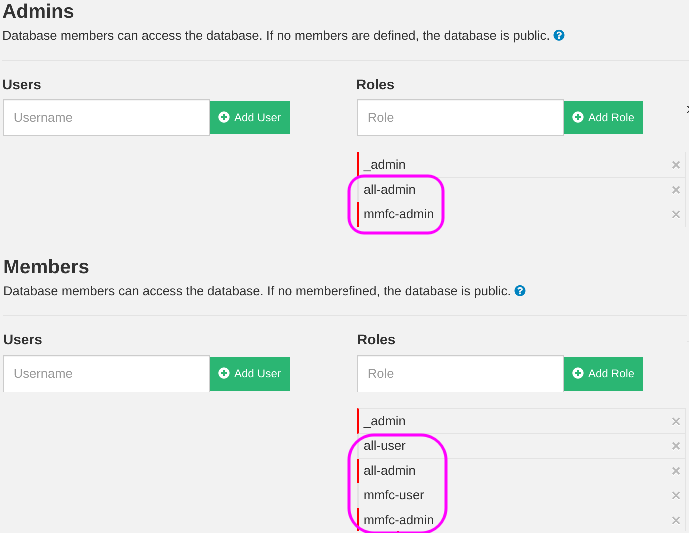 Admins
Database members can access the database. If no members are defined, the database is public. ?
Users
Roles
Username
Add User
Role
Add Role
_admin
all-admin
mmfc-admin
Members
Database members can access the database. If no memberefined, the database is public. ?
Users
Roles
Username
Add User
Role
Add Role
_admin
all-user
all-admin
mmfc-user
mmfc-admin